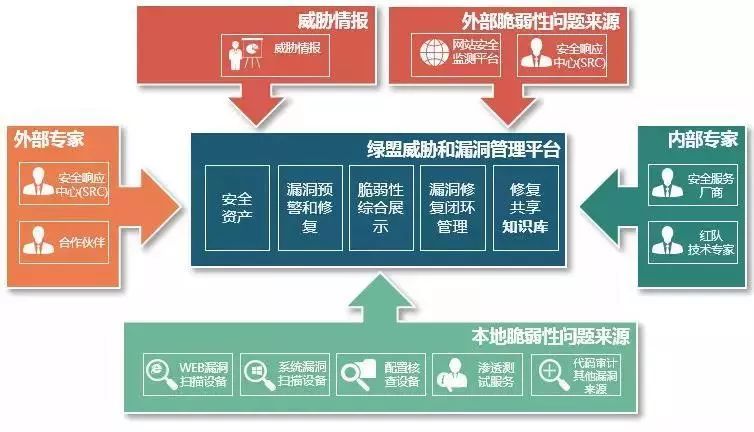 威胁情报
威胁情报
外部脆弱性问题来源
网站安全
监测平台
安全响应
中心(SRC)
外部专家
安全响应
中心(SRC)
合作伙伴
绿盟威胁和漏洞管理平台
安全
资产
漏洞预
警和修
复
脆弱性
综合展
示
漏洞修
复闭环
管理
修复
共享
知识库
内部专家
安全服务
厂商
红队
技术专家
本地脆弱性问题来源
WEB漏洞
扫描设备
系统漏洞
扫描设备
配置核
查设备
渗透测
试服务
代码审计
其他漏洞
来源